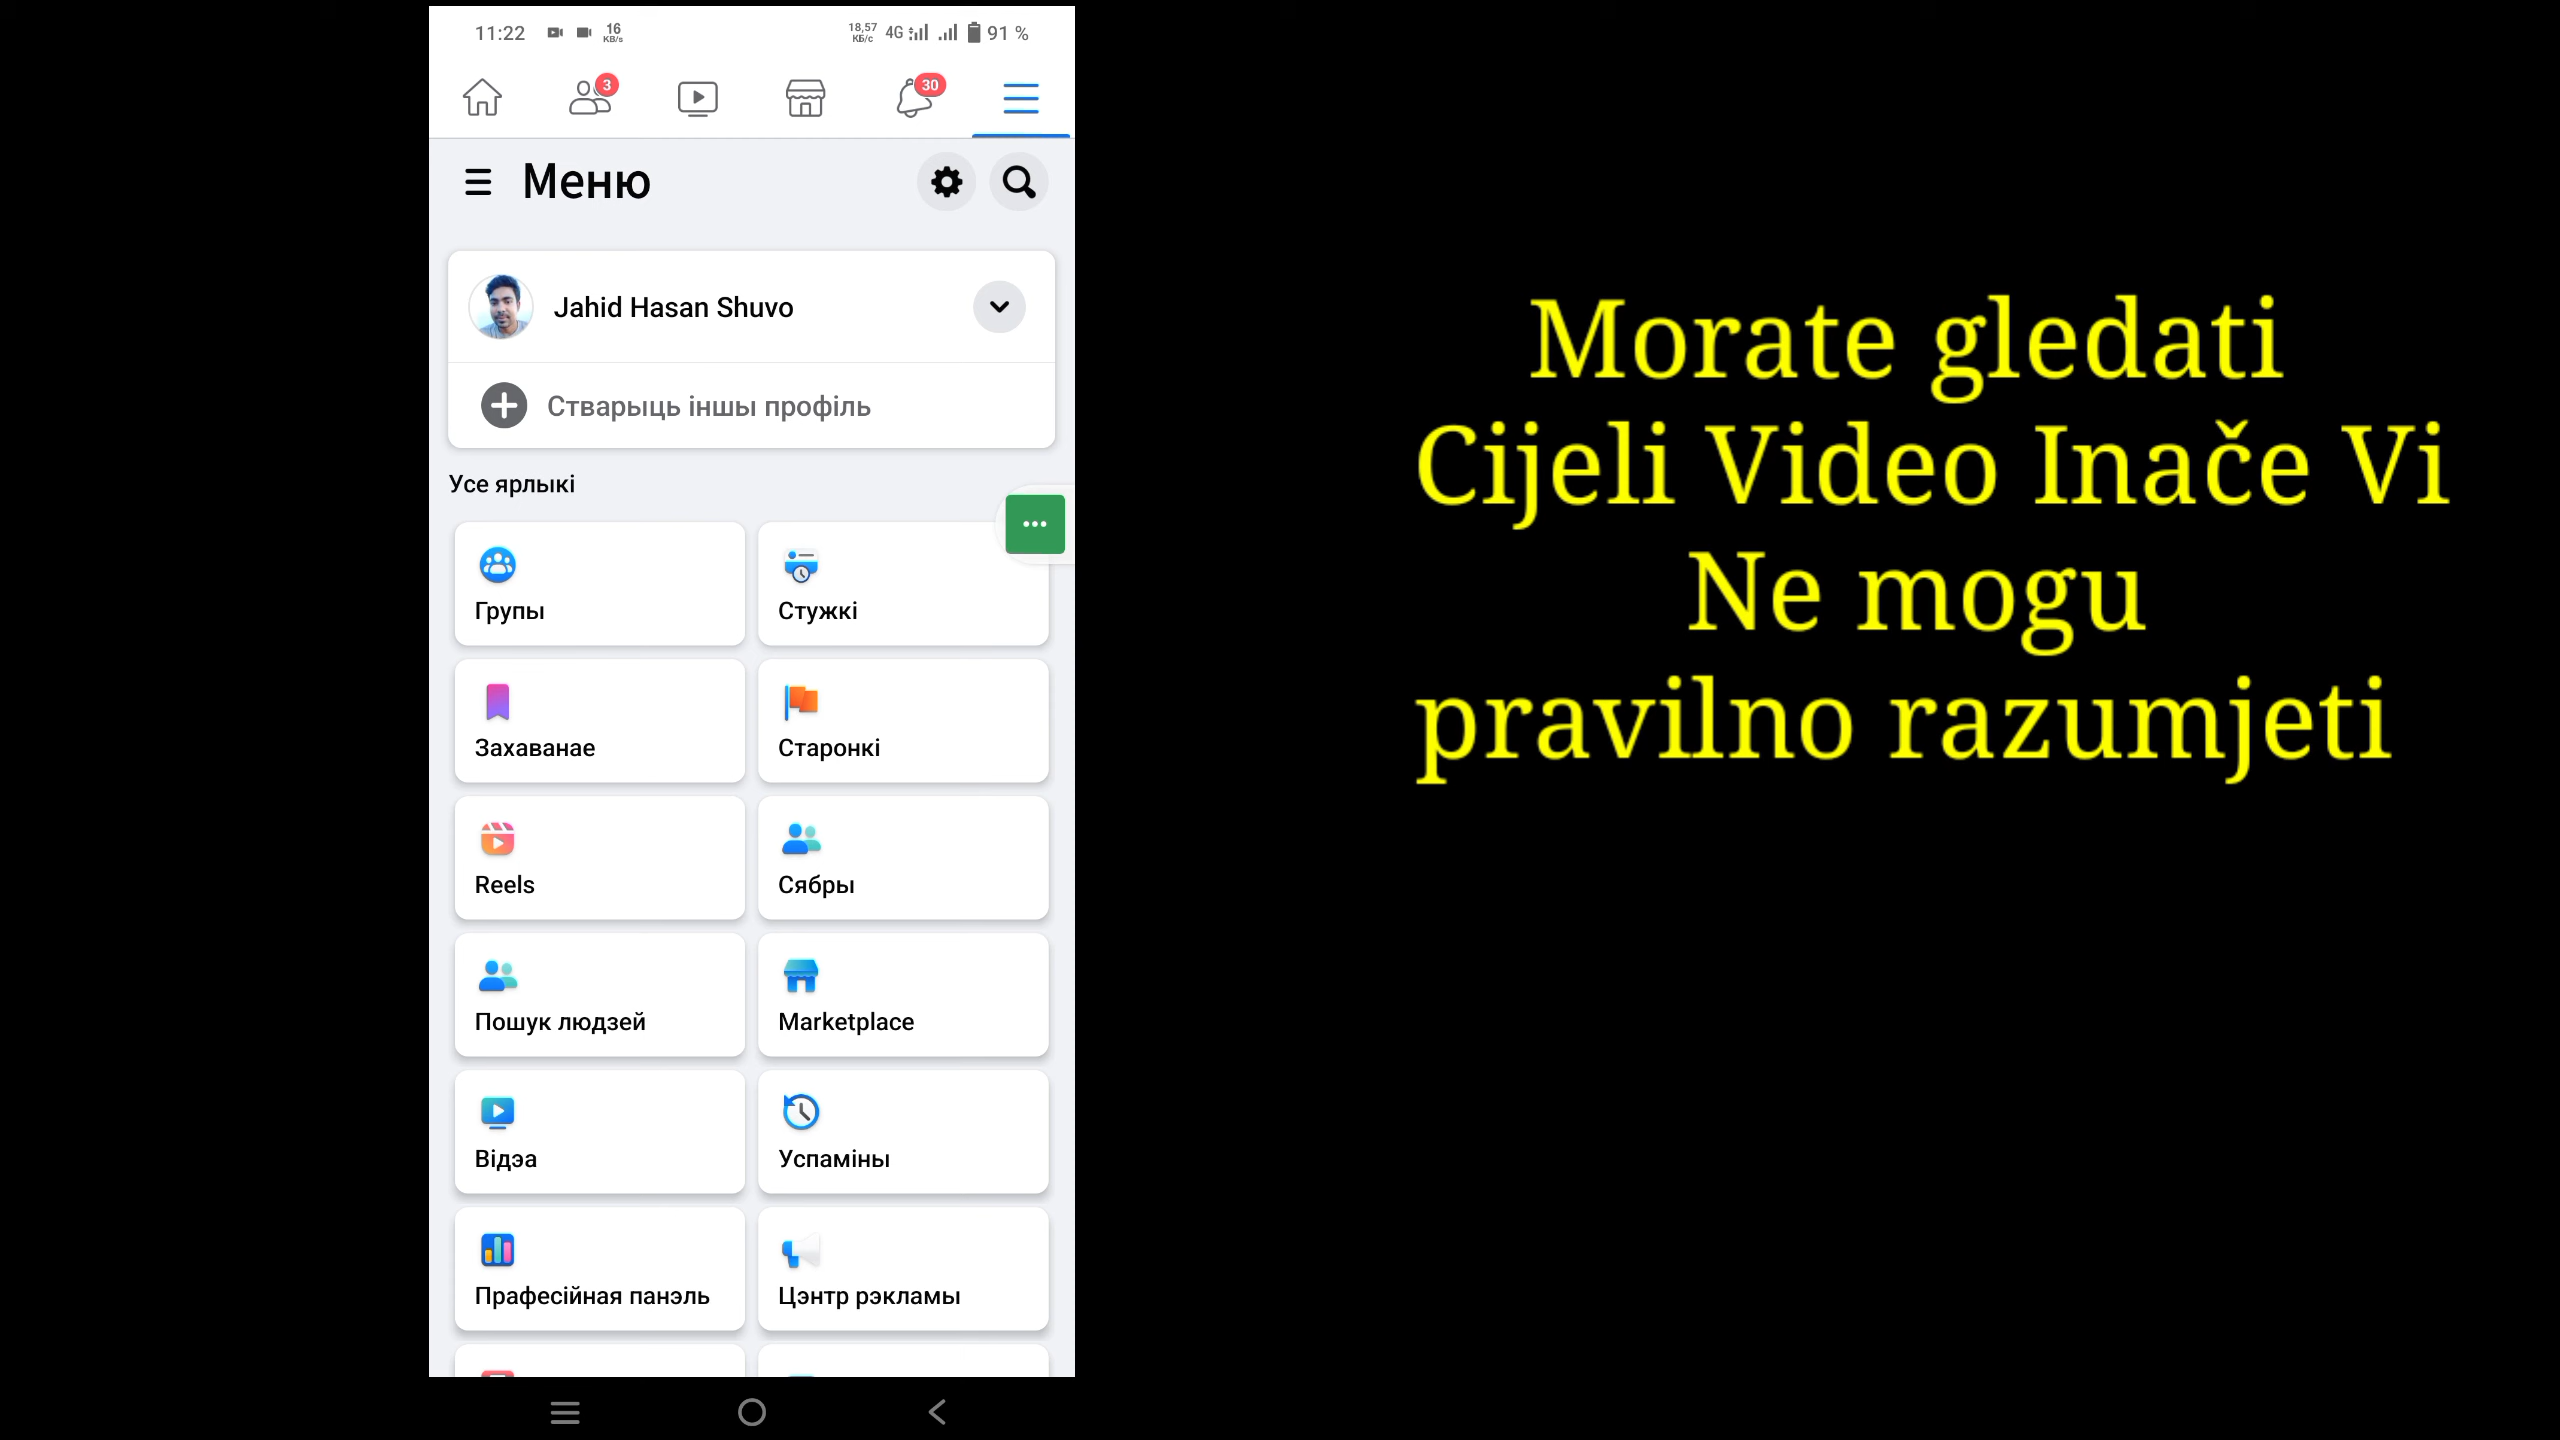 11:22
16
KB/s
18,57
КБ/с
4G
91 %
3
30
Меню
Jahid Hasan Shuvo
Стварыць іншы профіль
Усе ярлыкі
Групы
Стужкі
Захаванае
Старонкі
Reels
Сябры
Пошук людзей
Marketplace
Відэа
Успаміны
Прафесійная панэль
Цэнтр рэкламы
Morate gledati
Cijeli Video Inače Vi
Ne mogu
pravilno razumjeti